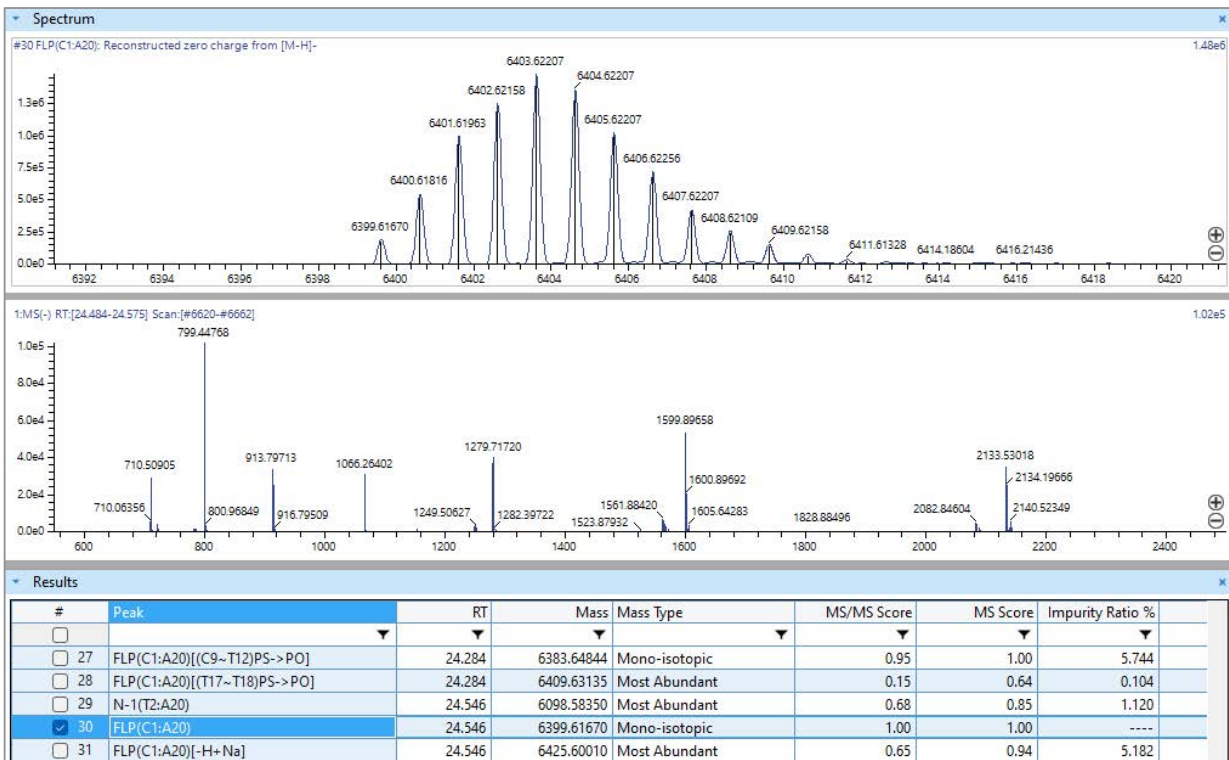 Spectrum
#30 FLP(C1:A20): Reconstructed zero charge from [M-H]- 1.48e6
6403.62207
6404.62207
6402.62158
1.3e6
6405.62207
6401.61963
1.0e6
6406.62256
7.5e5
6400.61816
6407.62207
5.0e5
6408.62109
6399.61670
6409.62158
2.5e5
6411.61328
6414.18604
6416.21436
0.0e0
6392 6394 6396 6398 6400 6402 6404 6406 6408 6410 6412 6414 6416 6418 6420
1:MS(-) RT:[24.484-24.575] Scan:[#6620-#6662] 1.02e5
799.44768
1.0e5
8.0e4
6.0e4
1599.89658
1279.71720
4.0e4
710.50905
913.79713
1066.26402
2133.53018
1600.89692
2134.19666
2.0e4
710.06356
800.96849
916.79509
1249.50627
1282.39722
1523.87932
1561.88420
1605.64283
1828.88496
2082.84604
2140.52349
0.0e0
600 800 1000 1200 1400 1600 1800 2000 2200 2400
Results
# Peak RT Mass Mass Type MS/MS Score MS Score Impurity Ratio %
27 FLP(C1:A20)[(C9~T12)PS->PO] 24.284 6383.64844 Mono-isotopic 0.95 1.00 5.744
28 FLP(C1:A20)[(T17~T18)PS->PO] 24.284 6409.63135 Most Abundant 0.15 0.64 0.104
29 N-1(T2:A20) 24.546 6098.58350 Most Abundant 0.68 0.85 1.120
30 FLP(C1:A20) 24.546 6399.61670 Mono-isotopic 1.00 1.00 ----
31 FLP(C1:A20)[-H+Na] 24.546 6425.60010 Most Abundant 0.65 0.94 5.182